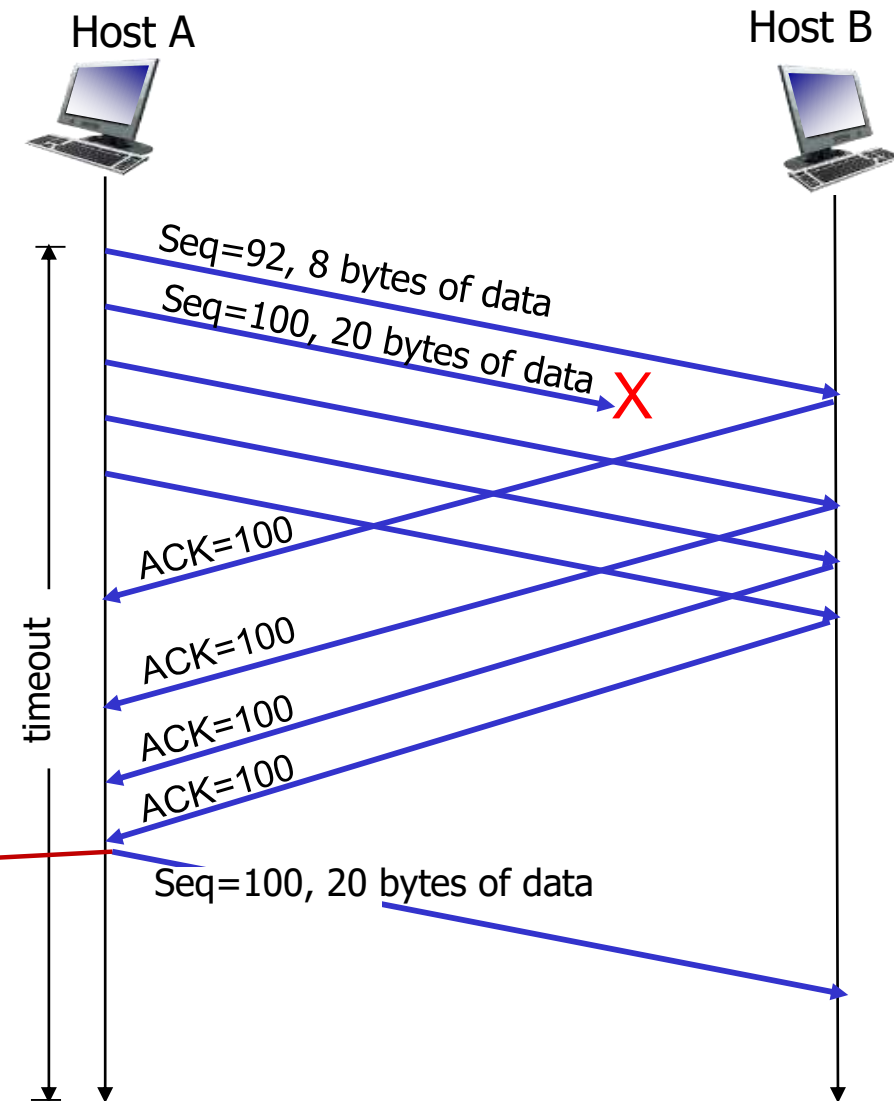 Host A
Host B
Seq=92, 8 bytes of data
Seq=100, 20 bytes of data
X
ACK=100
ACK=100
ACK=100
ACK=100
timeout
Seq=100, 20 bytes of data